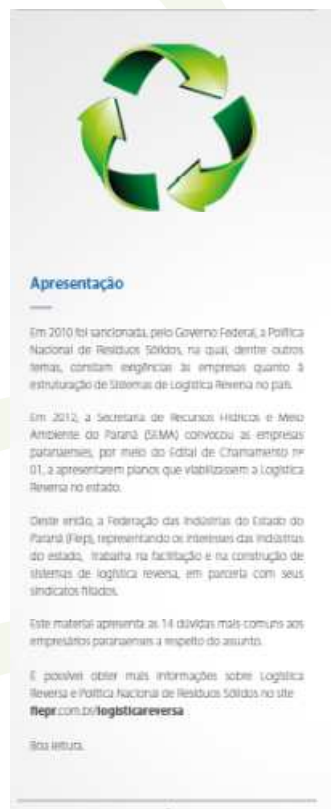 Apresentação
Em 2010 foi sancionada, pelo Governo Federal, a Política
Nacional de Resíduos Sólidos, na qual, dentre outros
temas, constam exigências às empresas quanto à
estruturação de Sistemas de Logística Reversa no país.
Em 2012, a Secretaria de Recursos Hídricos e Meio
Ambiente do Paraná (SEMA) convocou as empresas
paranaenses, por meio do Edital de Chamamento nº
01, a apresentarem planos que viabilizassem a Logística
Reversa no estado.
Deste então, a Federação das Indústrias do Estado do
Paraná (Fiep), representando os interesses das indústrias
do estado, trabalha na facilitação e na construção de
sistemas de logística reversa, em parceria com seus
sindicatos filiados.
Este material apresenta as 14 dúvidas mais comuns aos
empresários paranaenses a respeito do assunto.
É possível obter mais informações sobre Logística
Reversa e Política Nacional de Resíduos Sólidos no site
fiepr.com.br/logisticareversa
Boa leitura.